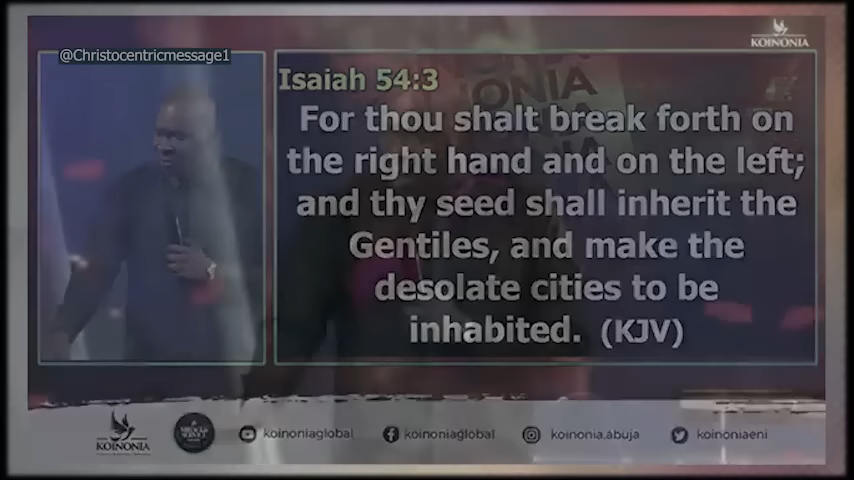 KOINONIA
@Christocentricmessage1
Isaiah 54:3
For thou shalt break forth on
the right hand and on the left;
and thy seed shall inherit the
Gentiles, and make the
desolate cities to be
inhabited. (KJV)
KOINONIA
koinoniaglobal
koinoniaglobal
koinonia.abuja
koinoniaeni